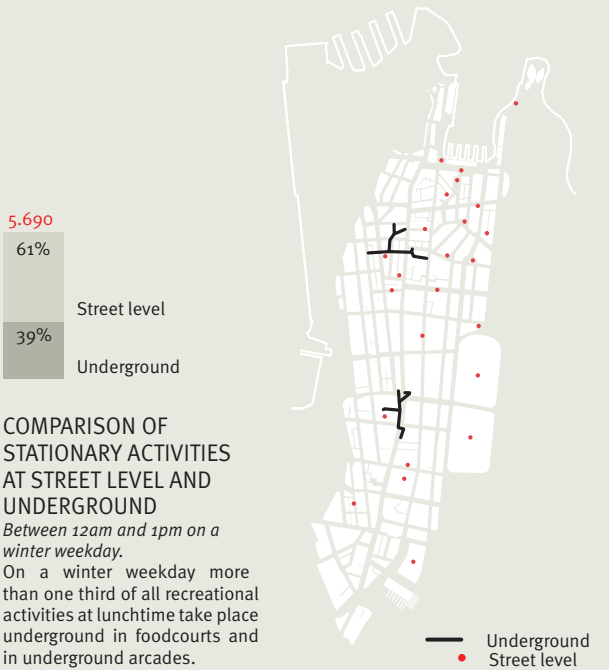 5.690
61%
Street level
39%
Underground
COMPARISON OF
STATIONARY ACTIVITIES
AT STREET LEVEL AND
UNDERGROUND
Between 12am and 1pm on a
winter weekday.
On a winter weekday more
than one third of all recreational
activities at lunchtime take place
underground in foodcourts and
in underground arcades.
Underground
Street level